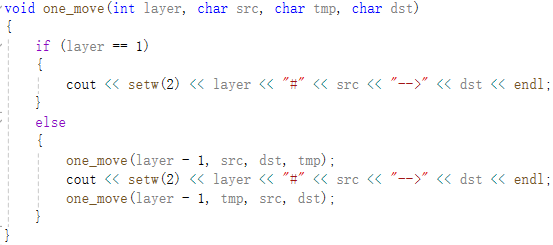 void one_move(int layer, char src, char tmp, char dst)
{
    if (layer == 1)
    {
        cout << setw(2) << layer << "#" << src << "-->" << dst << endl;
    }
    else
    {
        one_move(layer - 1, src, dst, tmp);
        cout << setw(2) << layer << "#" << src << "-->" << dst << endl;
        one_move(layer - 1, tmp, src, dst);
    }
}